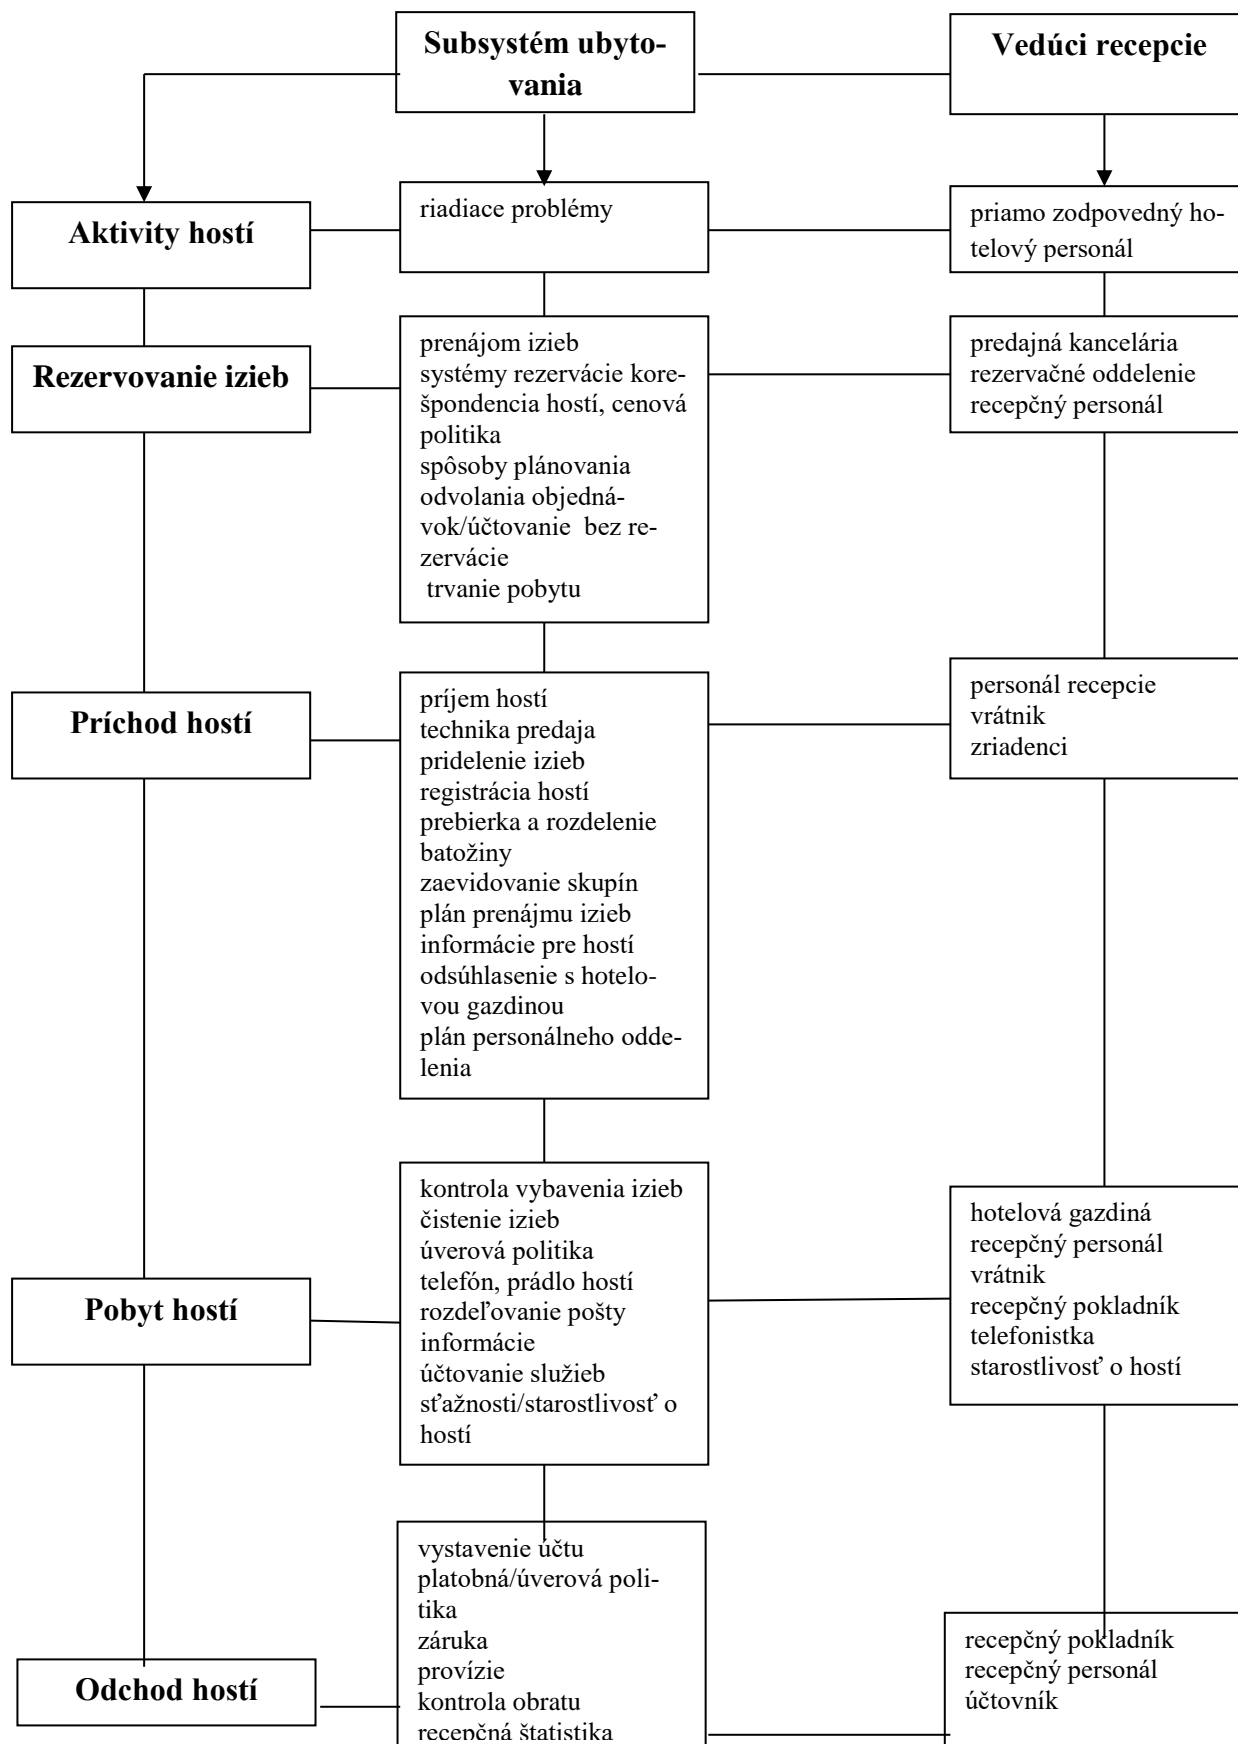 Subsystém ubyto-
vania
Vedúci recepcie
Aktivity hostí
riadiace problémy
priamo zodpovedný ho-
telový personál
Rezervovanie izieb
prenájom izieb
systémy rezervácie kore-
špondencia hostí, cenová
politika
spôsoby plánovania
odvolania objedná-
vok/účtovanie  bez re-
zervácie
trvanie pobytu
predajná kancelária
rezervačné oddelenie
recepčný personál
Príchod hostí
príjem hostí
technika predaja
pridelenie izieb
registrácia hostí
prebierka a rozdelenie
batožiny
zaevidovanie skupín
plán prenájmu izieb
informácie pre hostí
odsúhlasenie s hotelo-
vou gazdinou
plán personálneho odde-
lenia
personál recepcie
vrátnik
zriadenci
Pobyt hostí
kontrola vybavenia izieb
čistenie izieb
úverová politika
telefón, prádlo hostí
rozdeľovanie pošty
informácie
účtovanie služieb
sťažnosti/starostlivosť o
hostí
hotelová gazdiná
recepčný personál
vrátnik
recepčný pokladník
telefonistka
starostlivosť o hostí
Odchod hostí
vystavenie účtu
platobná/úverová poli-
tika
záruka
provízie
kontrola obratu
recepčná štatistika
recepčný pokladník
recepčný personál
účtovník